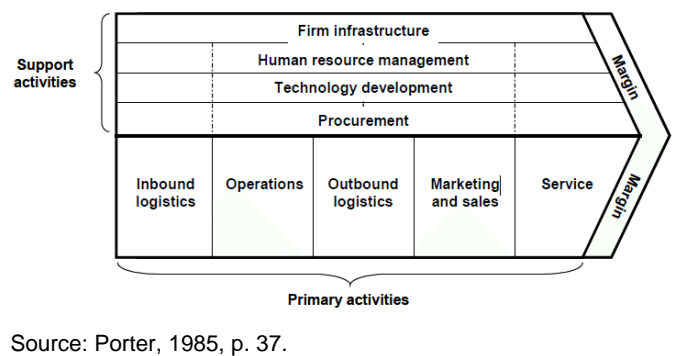 Firm infrastructure
Human resource management
Technology development
Procurement
Support
activities
Margin
Inbound
logistics
Operations
Outbound
logistics
Marketing
and sales
Service
Margin
Primary activities
Source: Porter, 1985, p. 37.